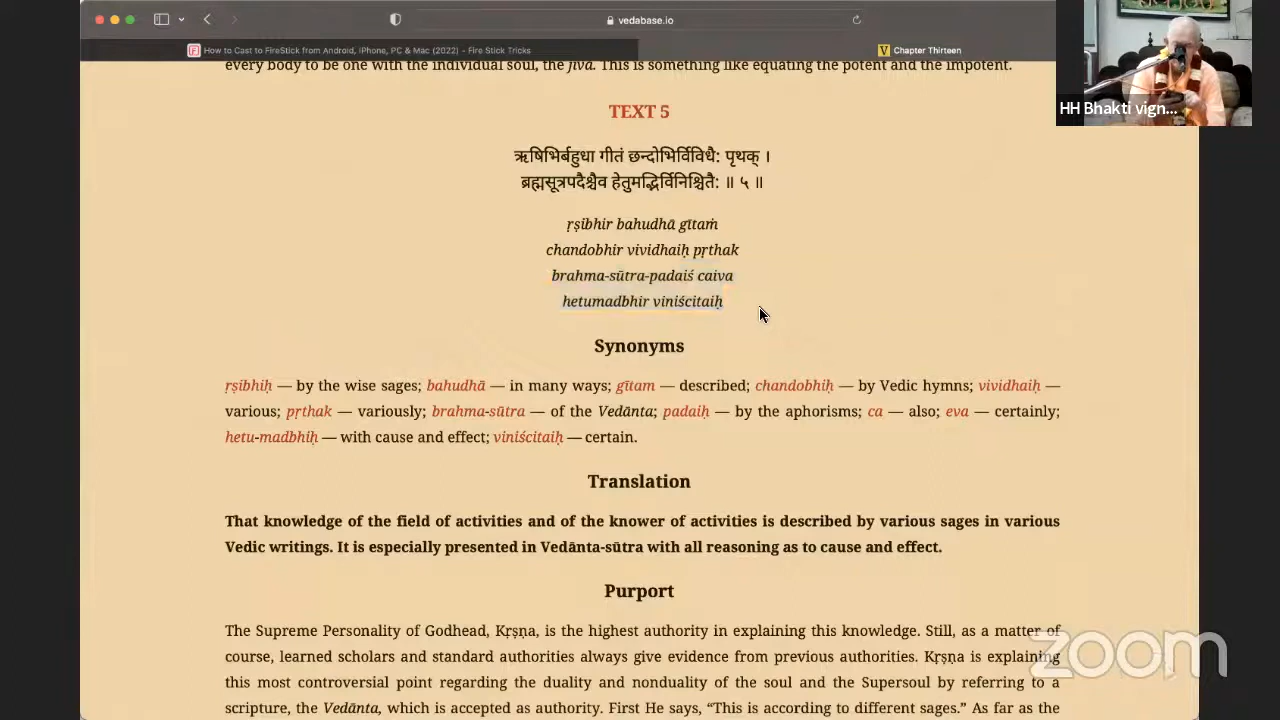 vedabase.io
How to Cast to FireStick from Android, iPhone, PC & Mac (2022) - Fire Stick Tricks
Chapter Thirteen
every body to be one with the individual soul, the jīva. This is something like equating the potent and the impotent.
HH Bhakti vign...
TEXT 5
ऋषिभिर्बहुधा गीतं छन्दोभिर्विविधै: पृथक् ।
ब्रह्मसूत्रपदैश्चैव हेतुमद्भिर्विनिश्चितै: ॥ ५ ॥
ṛṣibhir bahudhā gītaṁ
chandobhir vividhaiḥ pṛthak
brahma-sūtra-padaiś caiva
hetumadbhir viniścitaiḥ
Synonyms
ṛṣibhiḥ — by the wise sages; bahudhā — in many ways; gītam — described; chandobhiḥ — by Vedic hymns; vividhaiḥ —
various; pṛthak — variously; brahma-sūtra — of the Vedānta; padaiḥ — by the aphorisms; ca — also; eva — certainly;
hetu-madbhiḥ — with cause and effect; viniścitaiḥ — certain.
Translation
That knowledge of the field of activities and of the knower of activities is described by various sages in various
Vedic writings. It is especially presented in Vedānta-sūtra with all reasoning as to cause and effect.
Purport
The Supreme Personality of Godhead, Kṛṣṇa, is the highest authority in explaining this knowledge. Still, as a matter of
course, learned scholars and standard authorities always give evidence from previous authorities. Kṛṣṇa is explaining
this most controversial point regarding the duality and nonduality of the soul and the Supersoul by referring to a
scripture, the Vedānta, which is accepted as authority. First He says, “This is according to different sages.” As far as the
zoom